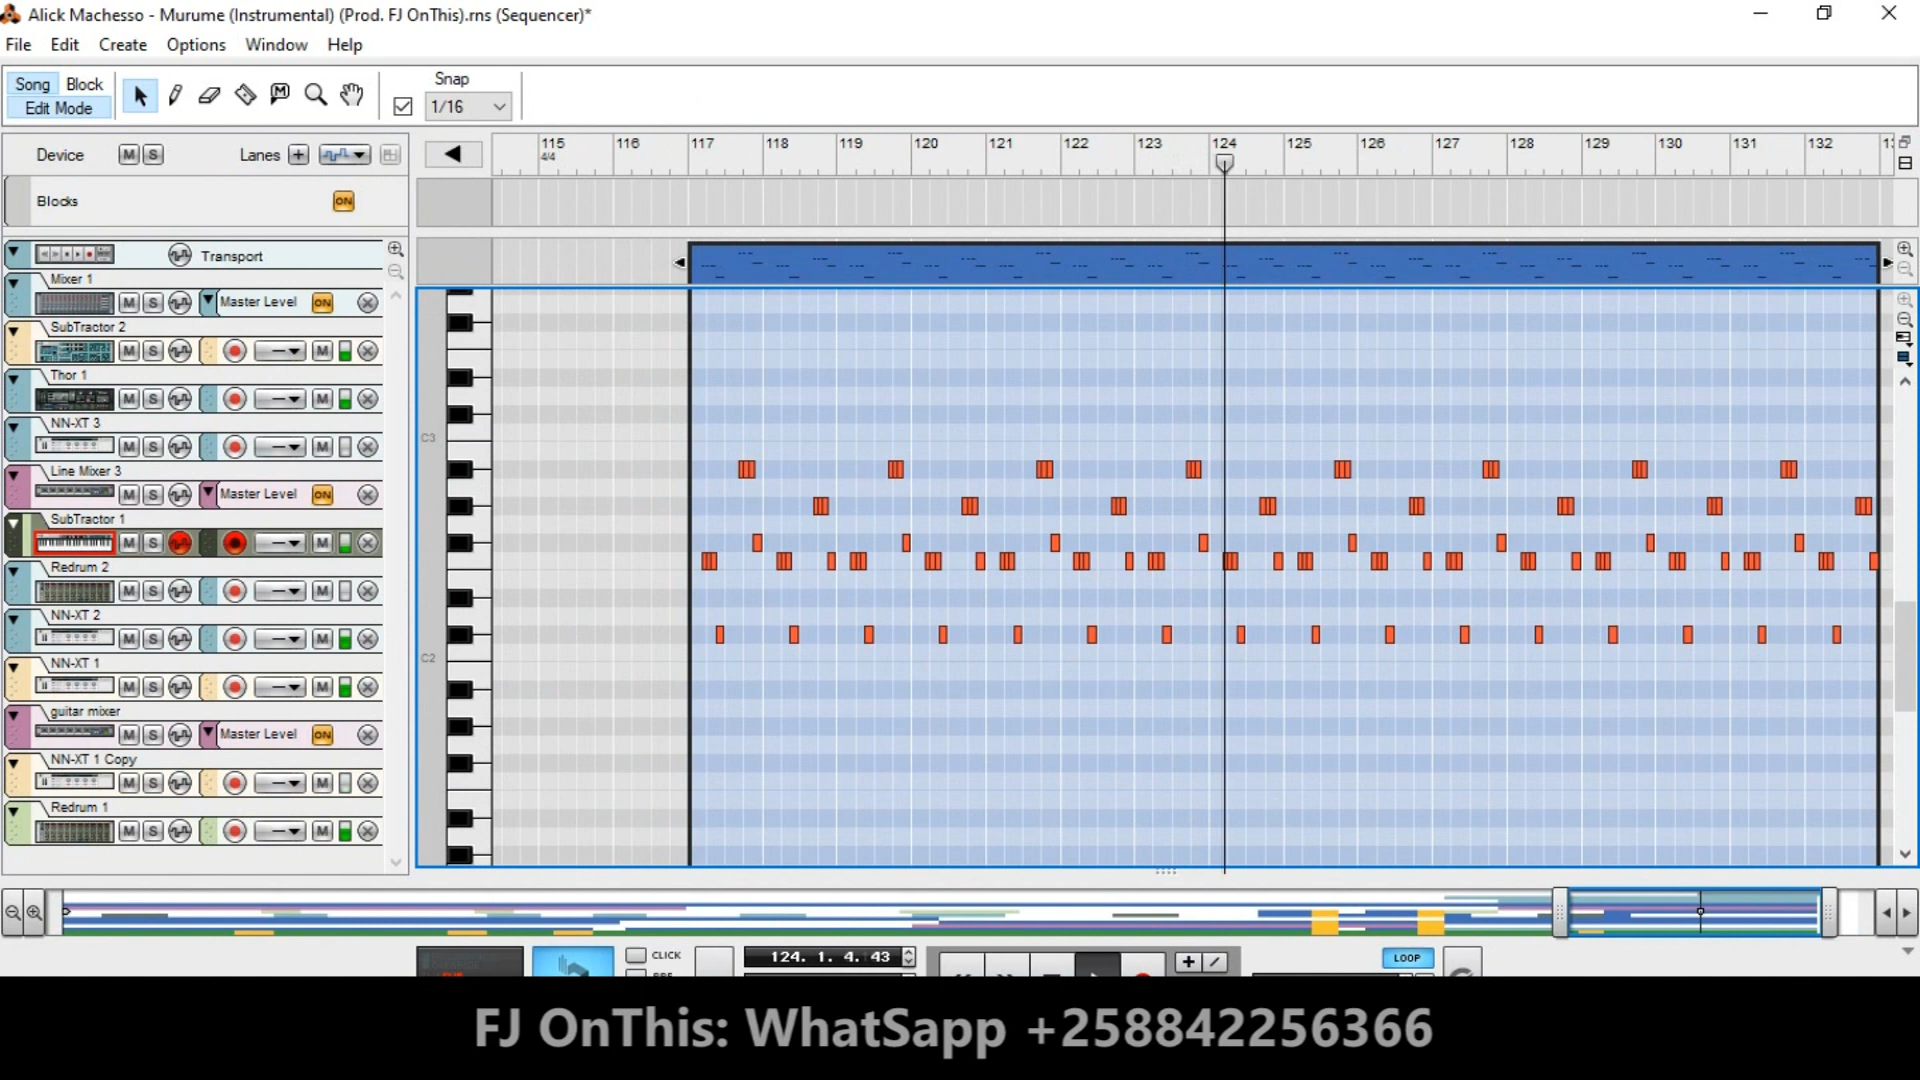 Alick Machesso - Murume (Instrumental) (Prod. FJ OnThis).rns (Sequencer)*
File Edit Create Options Window Help
Song Block
Edit Mode
Snap
1/16
Device M S Lanes
115 116 117 118 119 120 121 122 123 124 125 126 127 128 129 130 131 132
4/4
Blocks ON
Transport
Mixer 1
M S Master Level ON
SubTractor 2
M S M
Thor 1
M S M
NN-XT 3
M S M
Line Mixer 3
M S Master Level ON
SubTractor 1
M S M
Redrum 2
M S M
NN-XT 2
M S M
NN-XT 1
M S M
guitar mixer
M S Master Level ON
NN-XT 1 Copy
M S M
Redrum 1
M S M
C3
C2
CLICK
124. 1. 4. 43
LOOP
FJ OnThis: WhatSapp +258842256366